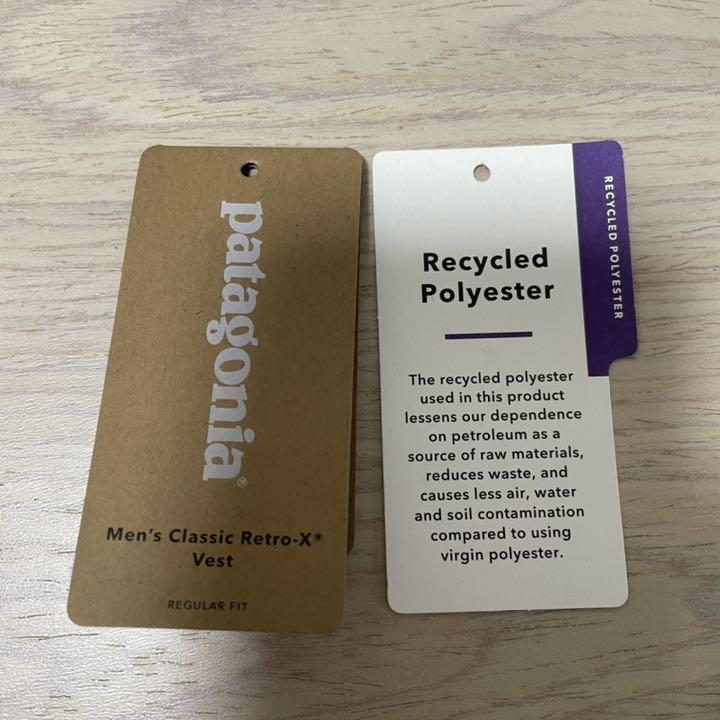 patagonia®
Men's Classic Retro-X®
Vest
REGULAR FIT
RECYCLED POLYESTER
Recycled
Polyester
The recycled polyester
used in this product
lessens our dependence
on petroleum as a
source of raw materials,
reduces waste, and
causes less air, water
and soil contamination
compared to using
virgin polyester.